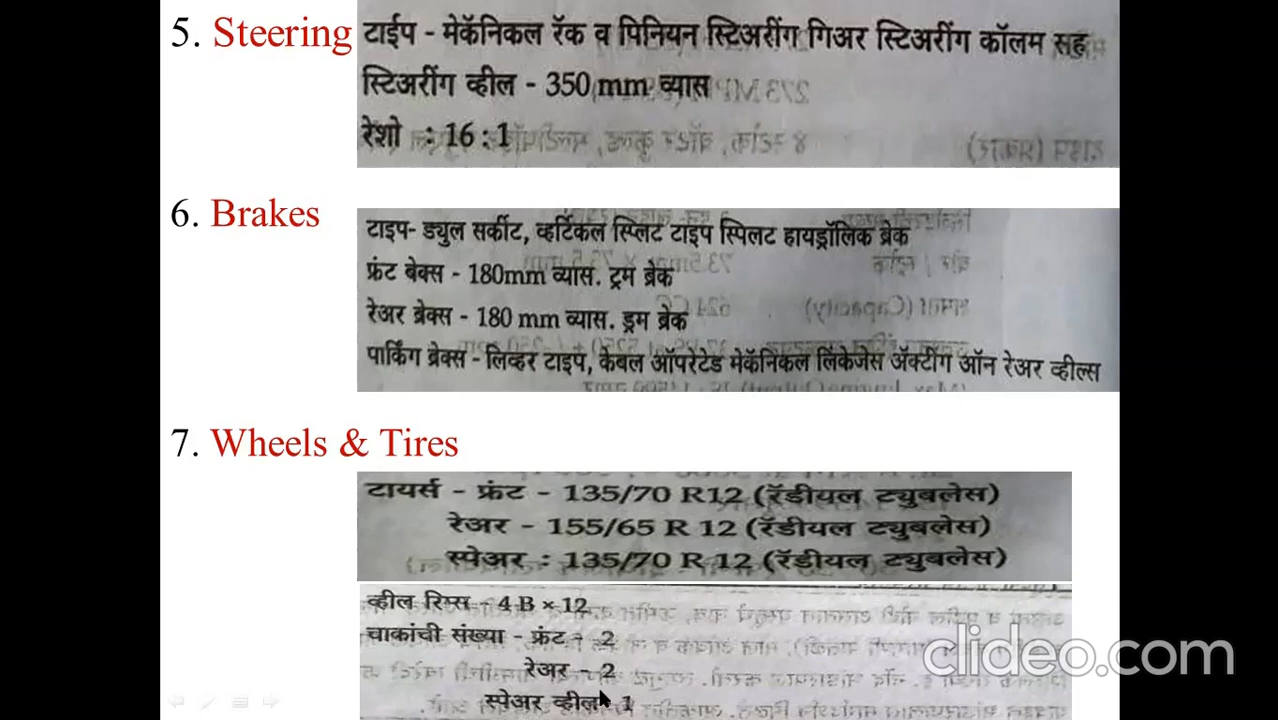 5. Steering टाईप - मेकॅनिकल रॅक व पिनियन स्टिअरींग गिअर स्टिअरींग कॉलम सह
स्टिअरींग व्हील - 350 mm व्यास
रेशो : 16 : 1
6. Brakes
टाइप- ड्युल सर्कीट, व्हर्टिकल स्प्लिट टाइप स्पिलट हायड्रॉलिक ब्रेक
फ्रंट बेक्स - 180mm व्यास. ट्रम ब्रेक
रेअर ब्रेक्स - 180 mm व्यास. ड्रम ब्रेक
पार्किंग ब्रेक्स - लिव्हर टाइप, केबल ऑपरेटेड मेकॅनिकल लिंकेजेस ॲक्टींग ऑन रेअर व्हील्स
7. Wheels & Tires
टायर्स - फ्रंट - 135/70 R12 (रॅडीयल ट्युबलेस)
रेअर - 155/65 R 12 (रॅडीयल ट्युबलेस)
स्पेअर : 135/70 R 12 (रॅडीयल ट्युबलेस)
व्हील रिम्स 4 B × 12
चाकांची संख्या - फ्रंट - 2
रेअर - 2
स्पेअर व्हील 1
clideo.com